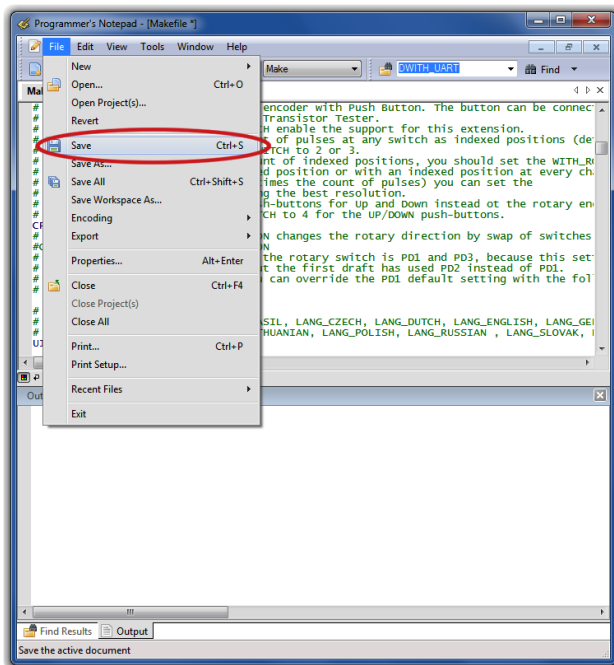 Programmer's Notepad - [Makefile *]
File Edit View Tools Window Help
Make DWITH_UART Find
New
Open... Ctrl+O
Open Project(s)...
Revert
Save Ctrl+S
Save As...
Save All Ctrl+Shift+S
Save Workspace As...
Encoding
Export
Properties... Alt+Enter
Close Ctrl+F4
Close Project(s)
Close All
Print... Ctrl+P
Print Setup...
Recent Files
Exit
encoder with Push Button. The button can be connec
Transistor Tester.
H enable the support for this extension.
of pulses at any switch as indexed positions (de
ITCH to 2 or 3.
nt of indexed positions, you should set the WITH_R
ed position or with an indexed position at every ch
times the count of pulses) you can set the
ng the best resolution.
h-buttons for Up and Down instead ot the rotary en
CH to 4 for the UP/DOWN push-buttons.
ON changes the rotary direction by swap of switches
ON
the rotary switch is PD1 and PD3, because this set
t the first draft has used PD2 instead of PD1.
can override the PD1 default setting with the fol
ASIL, LANG_CZECH, LANG_DUTCH, LANG_ENGLISH, LANG_GE
THUANIAN, LANG_POLISH, LANG_RUSSIAN , LANG_SLOVAK,
Find Results Output
Save the active document